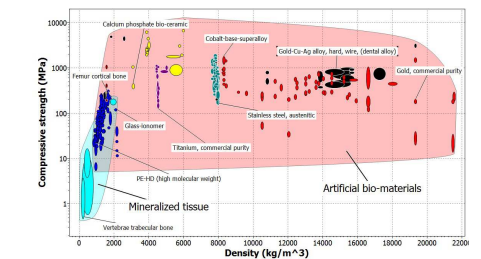 10000
1000
100
10
1
Compressive strength (MPa)
Calcium phosphate bio-ceramic
Cobalt-base-superalloy
Gold-Cu-Ag alloy, hard, wire, (dental alloy)
Femur cortical bone
Gold, commercial purity
Stainless steel, austenitic
Glass-ionomer
Titanium, commercial purity
PE-HD (high molecular weight)
Artificial bio-materials
Mineralized tissue
Vertebrae trabecular bone
0 2000 4000 6000 8000 10000 12000 14000 16000 18000 20000 22000
Density (kg/m^3)